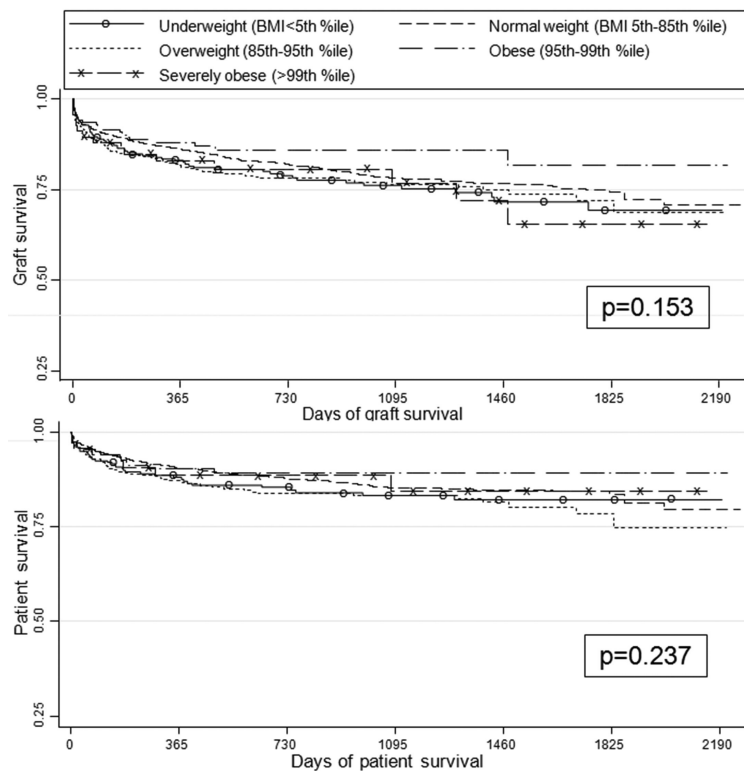 Underweight (BMI<5th %ile) Normal weight (BMI 5th-85th %ile)
Overweight (85th-95th %ile) Obese (95th-99th %ile)
Severely obese (>99th %ile)
1.00
0.75
0.50
0.25
Graft survival
p=0.153
0 365 730 1095 1460 1825 2190
Days of graft survival
1.00
0.75
0.50
0.25
Patient survival
p=0.237
0 365 730 1095 1460 1825 2190
Days of patient survival